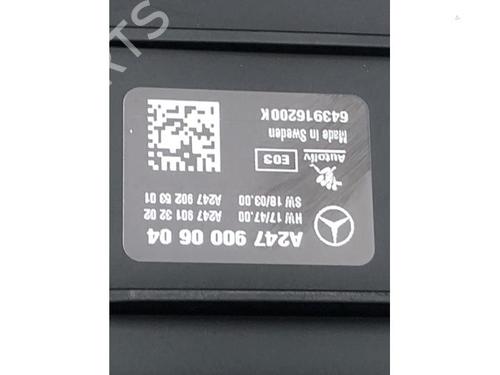 A247 900 06 04
HW 17/47.00 A247 901 32 02
SW 18/03.00 A247 902 53 01
Autoliv E03
Made in Sweden
643916200K